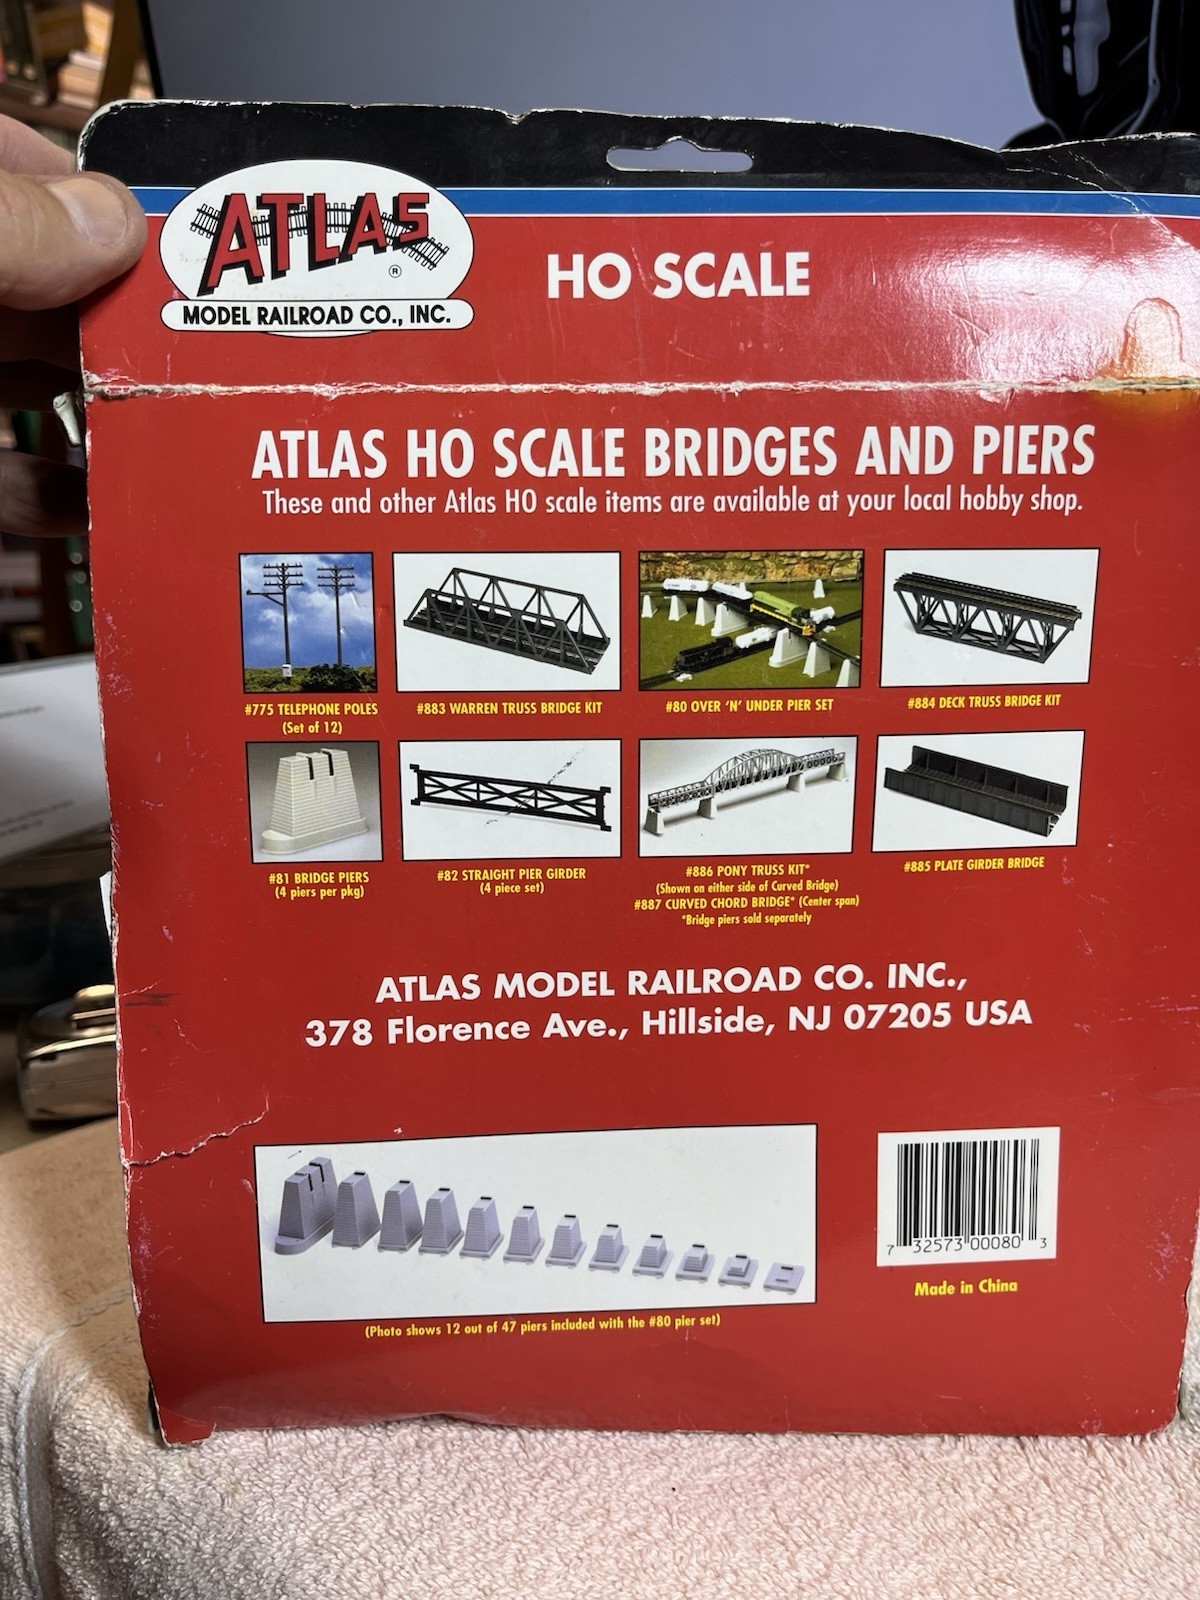 ATLAS
®
MODEL RAILROAD CO., INC.
HO SCALE
ATLAS HO SCALE BRIDGES AND PIERS
These and other Atlas HO scale items are available at your local hobby shop.
#775 TELEPHONE POLES
(Set of 12)
#883 WARREN TRUSS BRIDGE KIT
#80 OVER 'N' UNDER PIER SET
#884 DECK TRUSS BRIDGE KIT
#81 BRIDGE PIERS
(4 piers per pkg)
#82 STRAIGHT PIER GIRDER
(4 piece set)
#886 PONY TRUSS KIT*
(Shown on either side of Curved Bridge)
#887 CURVED CHORD BRIDGE* (Center span)
*Bridge piers sold separately
#885 PLATE GIRDER BRIDGE
ATLAS MODEL RAILROAD CO. INC.,
378 Florence Ave., Hillside, NJ 07205 USA
(Photo shows 12 out of 47 piers included with the #80 pier set)
7 32573 00080 3
Made in China